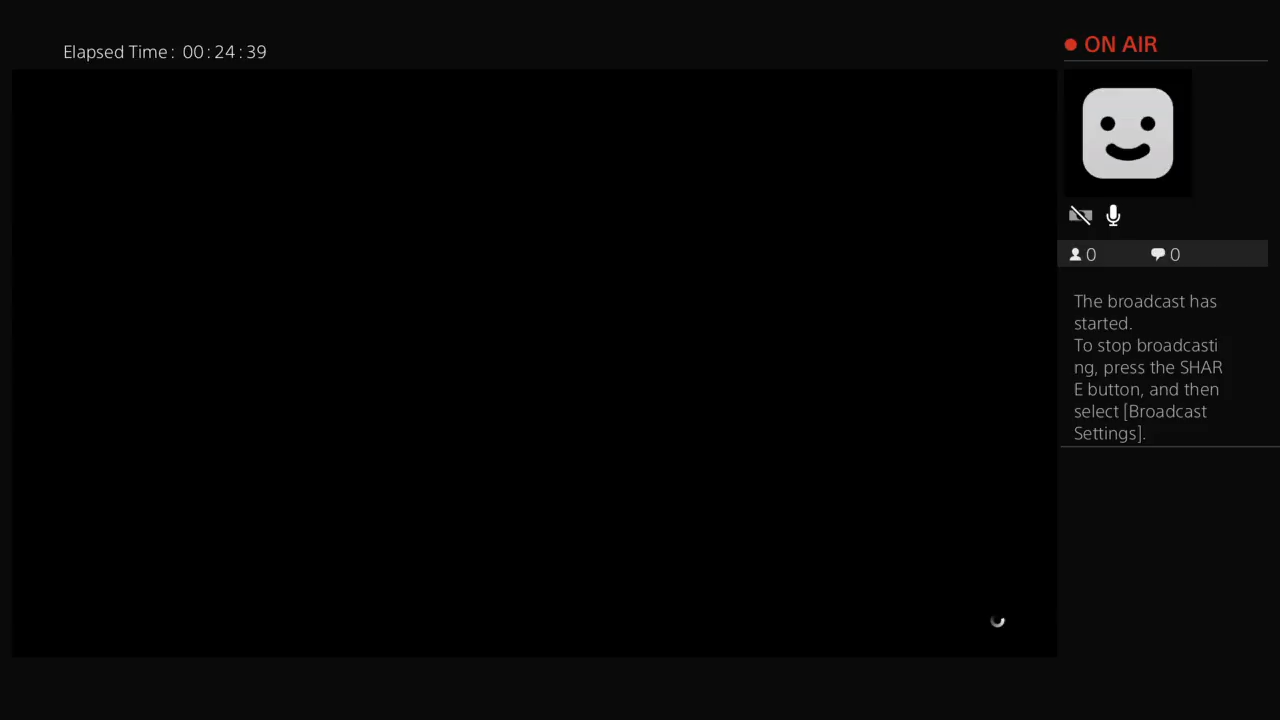 Elapsed Time: 00:24:39
ON AIR
0 0
The broadcast has
started.
To stop broadcasti
ng, press the SHAR
E button, and then
select [Broadcast
Settings].